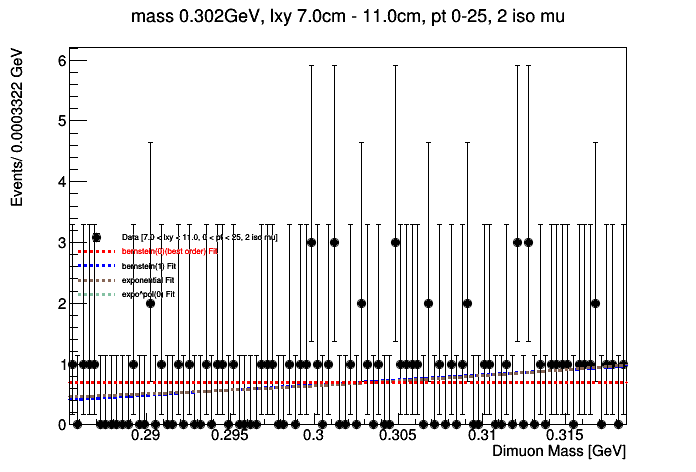 mass 0.302GeV, lxy 7.0cm - 11.0cm, pt 0-25, 2 iso mu
Events/ 0.0003322 GeV
6
5
4
3
2
1
0
Data [7.0 < lxy < 11.0, 0 < pt < 25, 2 iso mu]
bernstein(0)(best order) Fit
bernstein(1) Fit
exponential Fit
expo*pol(0) Fit
0.29 0.295 0.3 0.305 0.31 0.315
Dimuon Mass [GeV]